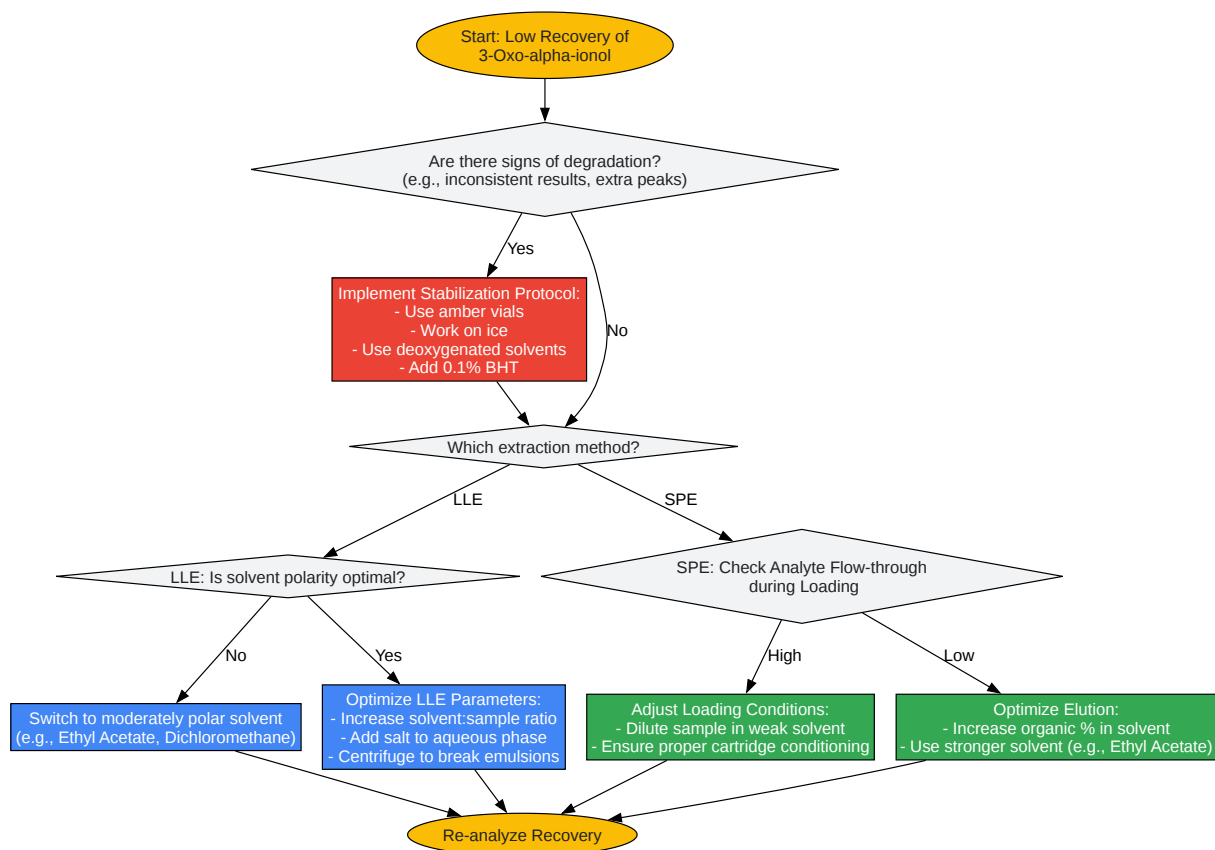 Start: Low Recovery of
3-Oxo-alpha-ionol
Are there signs of degradation?
(e.g., inconsistent results, extra peaks)
Yes
No
Implement Stabilization Protocol:
- Use amber vials
- Work on ice
- Use deoxygenated solvents
- Add 0.1% BHT
Which extraction method?
LLE
SPE
LLE: Is solvent polarity optimal?
SPE: Check Analyte Flow-through
during Loading
No
Yes
High
Low
Switch to moderately polar solvent
(e.g., Ethyl Acetate, Dichloromethane)
Optimize LLE Parameters:
- Increase solvent:sample ratio
- Add salt to aqueous phase
- Centrifuge to break emulsions
Adjust Loading Conditions:
- Dilute sample in weak solvent
- Ensure proper cartridge conditioning
Optimize Elution:
- Increase organic % in solvent
- Use stronger solvent (e.g., Ethyl Acetate)
Re-analyze Recovery